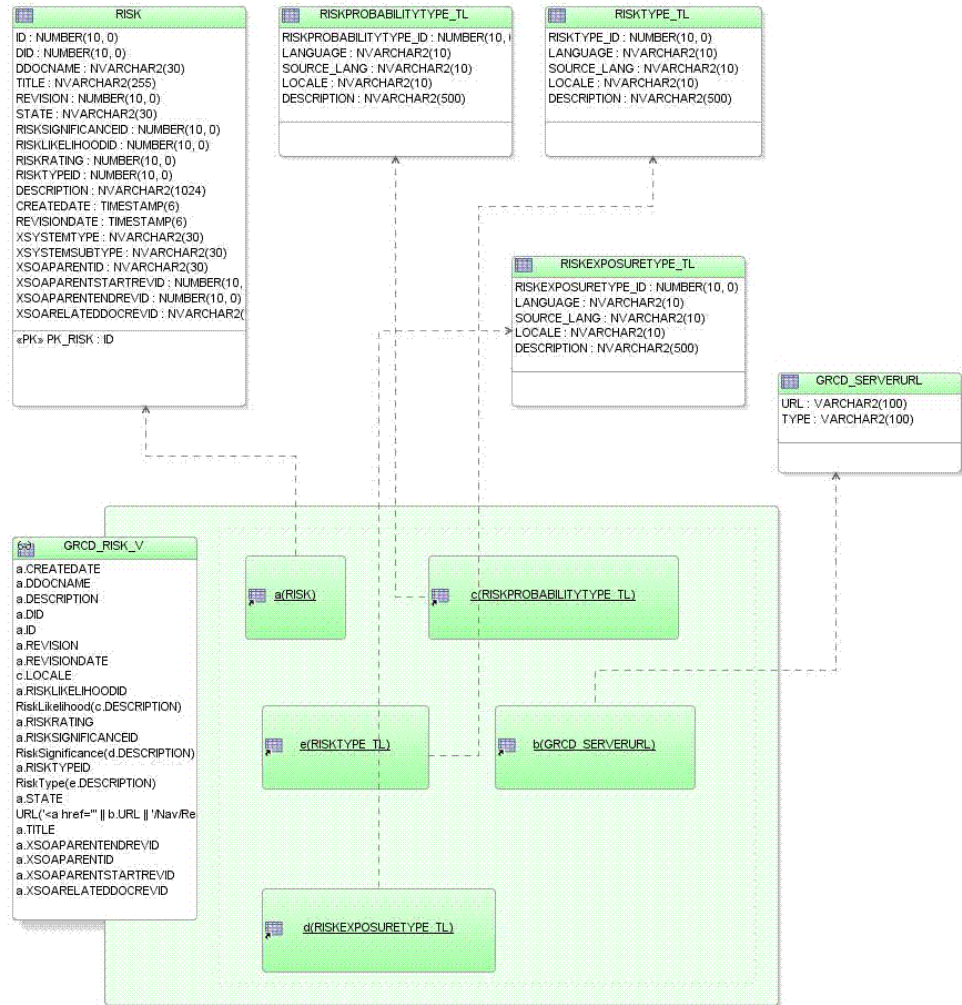 RISK
ID : NUMBER(10, 0)
DID : NUMBER(10, 0)
DDOCNAME : NVARCHAR2(30)
TITLE : NVARCHAR2(255)
REVISION : NUMBER(10, 0)
STATE : NVARCHAR2(30)
RISKSIGNIFICANCEID : NUMBER(10, 0)
RISKLIKELIHOODID : NUMBER(10, 0)
RISKRATING : NUMBER(10, 0)
RISKTYPEID : NUMBER(10, 0)
DESCRIPTION : NVARCHAR2(1024)
CREATEDATE : TIMESTAMP(6)
REVISIONDATE : TIMESTAMP(6)
XSYSTEMTYPE : NVARCHAR2(30)
XSYSTEMSUBTYPE : NVARCHAR2(30)
XSOAPARENTID : NVARCHAR2(30)
XSOAPARENTSTARTREVID : NUMBER(10,
XSOAPARENTENDREVID : NUMBER(10, 0)
XSOARELATEDDOCREVID : NVARCHAR2(
«PK» PK_RISK : ID
RISKPROBABILITYTYPE_TL
RISKPROBABILITYTYPE_ID : NUMBER(10,
LANGUAGE : NVARCHAR2(10)
SOURCE_LANG : NVARCHAR2(10)
LOCALE : NVARCHAR2(10)
DESCRIPTION : NVARCHAR2(500)
RISKTYPE_TL
RISKTYPE_ID : NUMBER(10, 0)
LANGUAGE : NVARCHAR2(10)
SOURCE_LANG : NVARCHAR2(10)
LOCALE : NVARCHAR2(10)
DESCRIPTION : NVARCHAR2(500)
RISKEXPOSURETYPE_TL
RISKEXPOSURETYPE_ID : NUMBER(10, 0)
LANGUAGE : NVARCHAR2(10)
SOURCE_LANG : NVARCHAR2(10)
LOCALE : NVARCHAR2(10)
DESCRIPTION : NVARCHAR2(500)
GRCD_SERVERURL
URL : VARCHAR2(100)
TYPE : VARCHAR2(100)
GRCD_RISK_V
a.CREATEDATE
a.DDOCNAME
a.DESCRIPTION
a.DID
a.ID
a.REVISION
a.REVISIONDATE
c.LOCALE
a.RISKLIKELIHOODID
RiskLikelihood(c.DESCRIPTION)
a.RISKRATING
a.RISKSIGNIFICANCEID
RiskSignificance(d.DESCRIPTION)
a.RISKTYPEID
RiskType(e.DESCRIPTION)
a.STATE
URL('<a href="' || b.URL || '/Nav/Re
a.TITLE
a.XSOAPARENTENDREVID
a.XSOAPARENTID
a.XSOAPARENTSTARTREVID
a.XSOARELATEDDOCREVID
a(RISK)
c(RISKPROBABILITYTYPE_TL)
e(RISKTYPE_TL)
b(GRCD_SERVERURL)
d(RISKEXPOSURETYPE_TL)